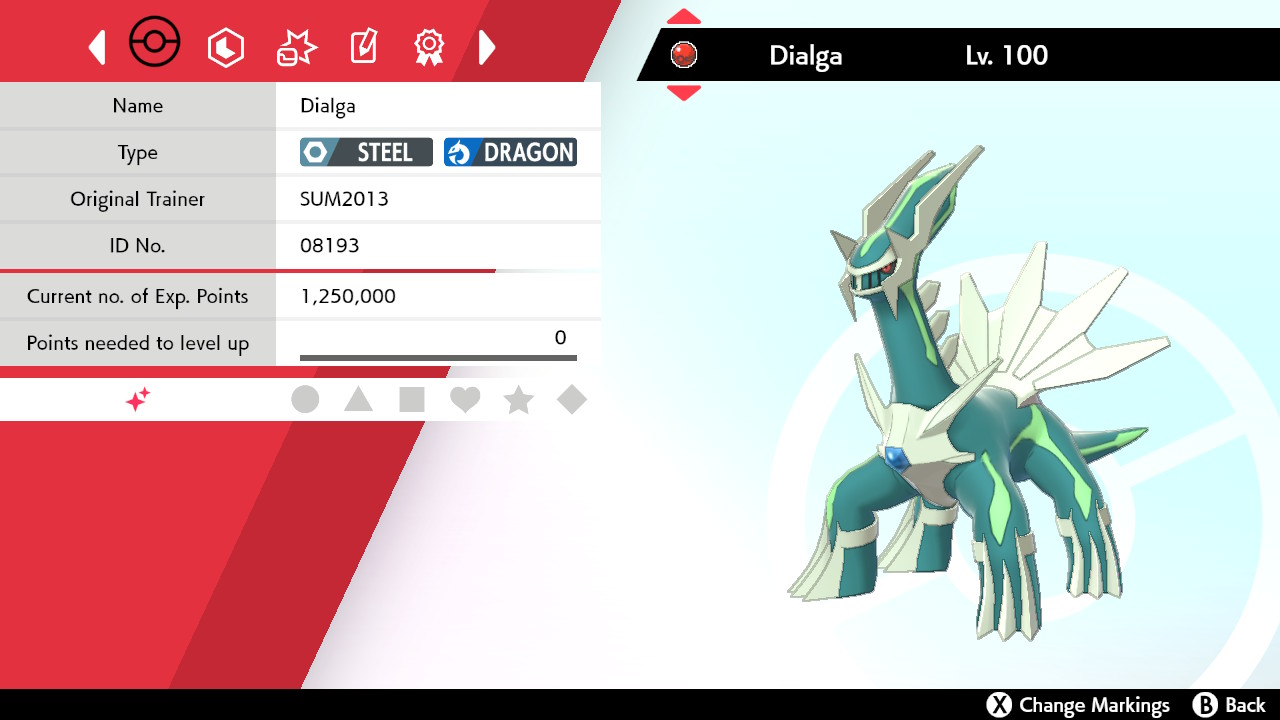 Dialga Lv. 100
Name Dialga
Type STEEL DRAGON
Original Trainer SUM2013
ID No. 08193
Current no. of Exp. Points 1,250,000
Points needed to level up 0
X Change Markings B Back